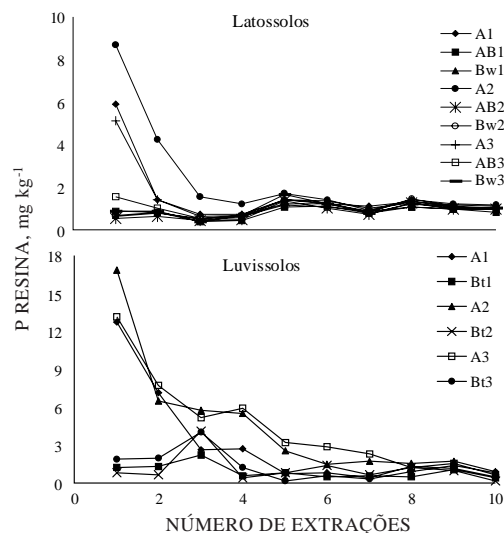 Latossolos
10
8
6
4
2
0
A1
AB1
Bw1
A2
AB2
Bw2
A3
AB3
Bw3
P RESINA, mg kg-1
Luvissolos
18
15
12
9
6
3
0
A1
Bt1
A2
Bt2
A3
Bt3
0 2 4 6 8 10
NÚMERO DE EXTRAÇÕES